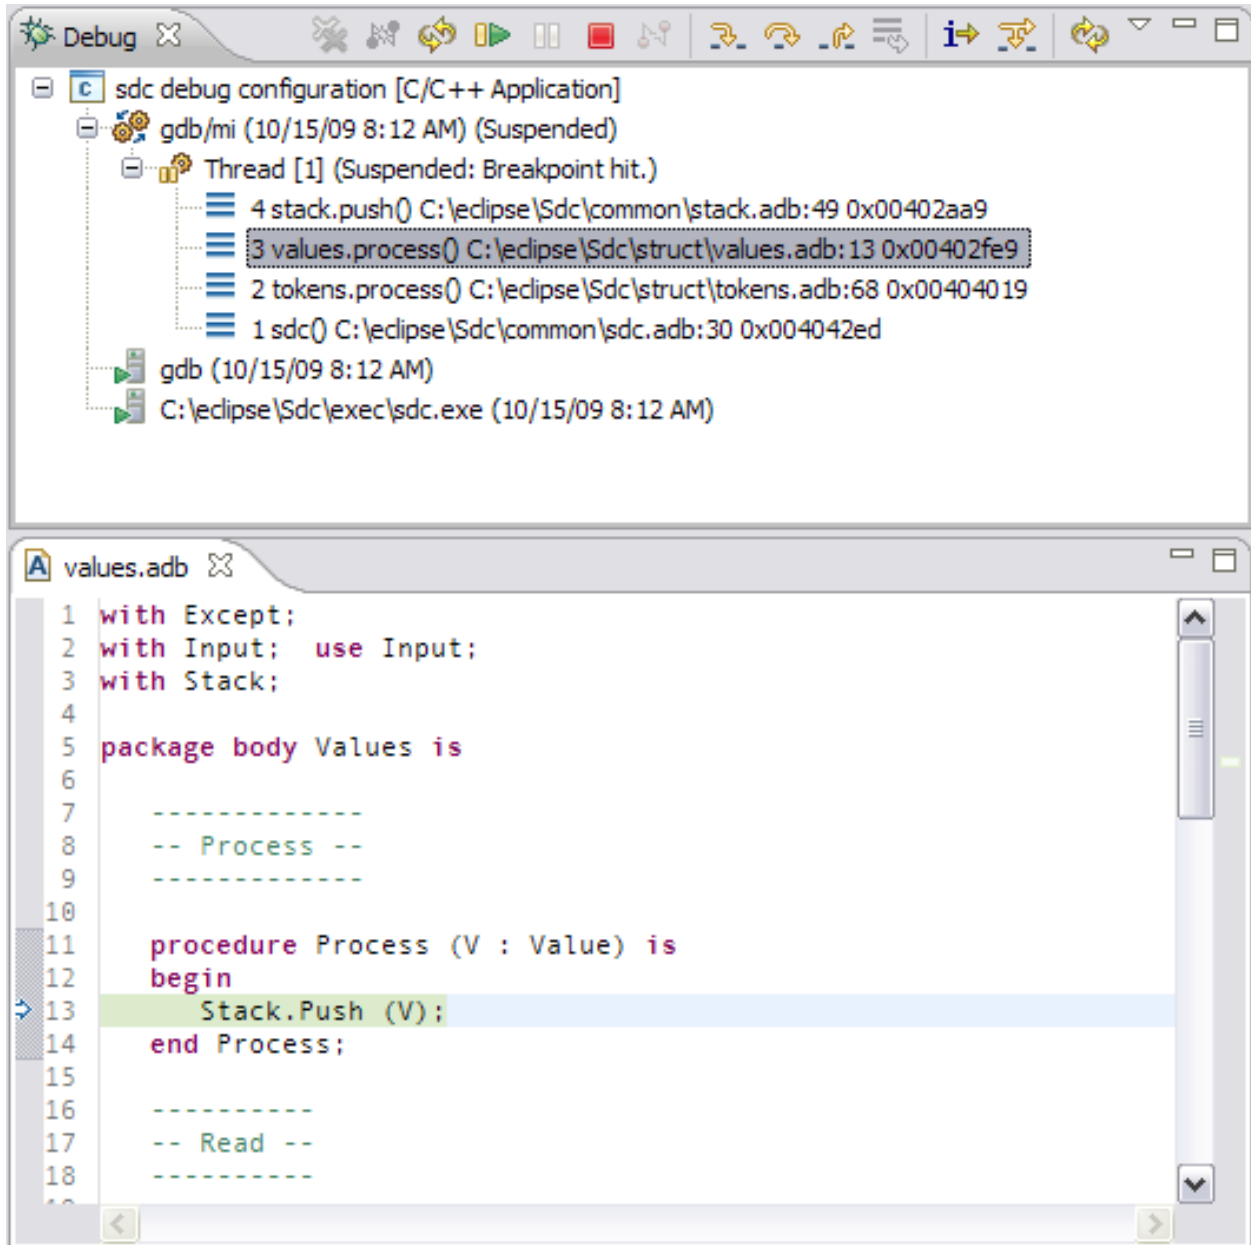 Debug
sdc debug configuration [C/C++ Application]
gdb/mi (10/15/09 8:12 AM) (Suspended)
Thread [1] (Suspended: Breakpoint hit.)
4 stack.push() C:\eclipse\Sdc\common\stack.adb:49 0x00402aa9
3 values.process() C:\eclipse\Sdc\struct\values.adb:13 0x00402fe9
2 tokens.process() C:\eclipse\Sdc\struct\tokens.adb:68 0x00404019
1 sdc() C:\eclipse\Sdc\common\sdc.adb:30 0x004042ed
gdb (10/15/09 8:12 AM)
C:\eclipse\Sdc\exec\sdc.exe (10/15/09 8:12 AM)
values.adb
1 with Except;
2 with Input;  use Input;
3 with Stack;
4
5 package body Values is
6
7    -------------
8    -- Process --
9    -------------
10
11    procedure Process (V : Value) is
12    begin
13       Stack.Push (V);
14    end Process;
15
16    ----------
17    -- Read --
18    ----------